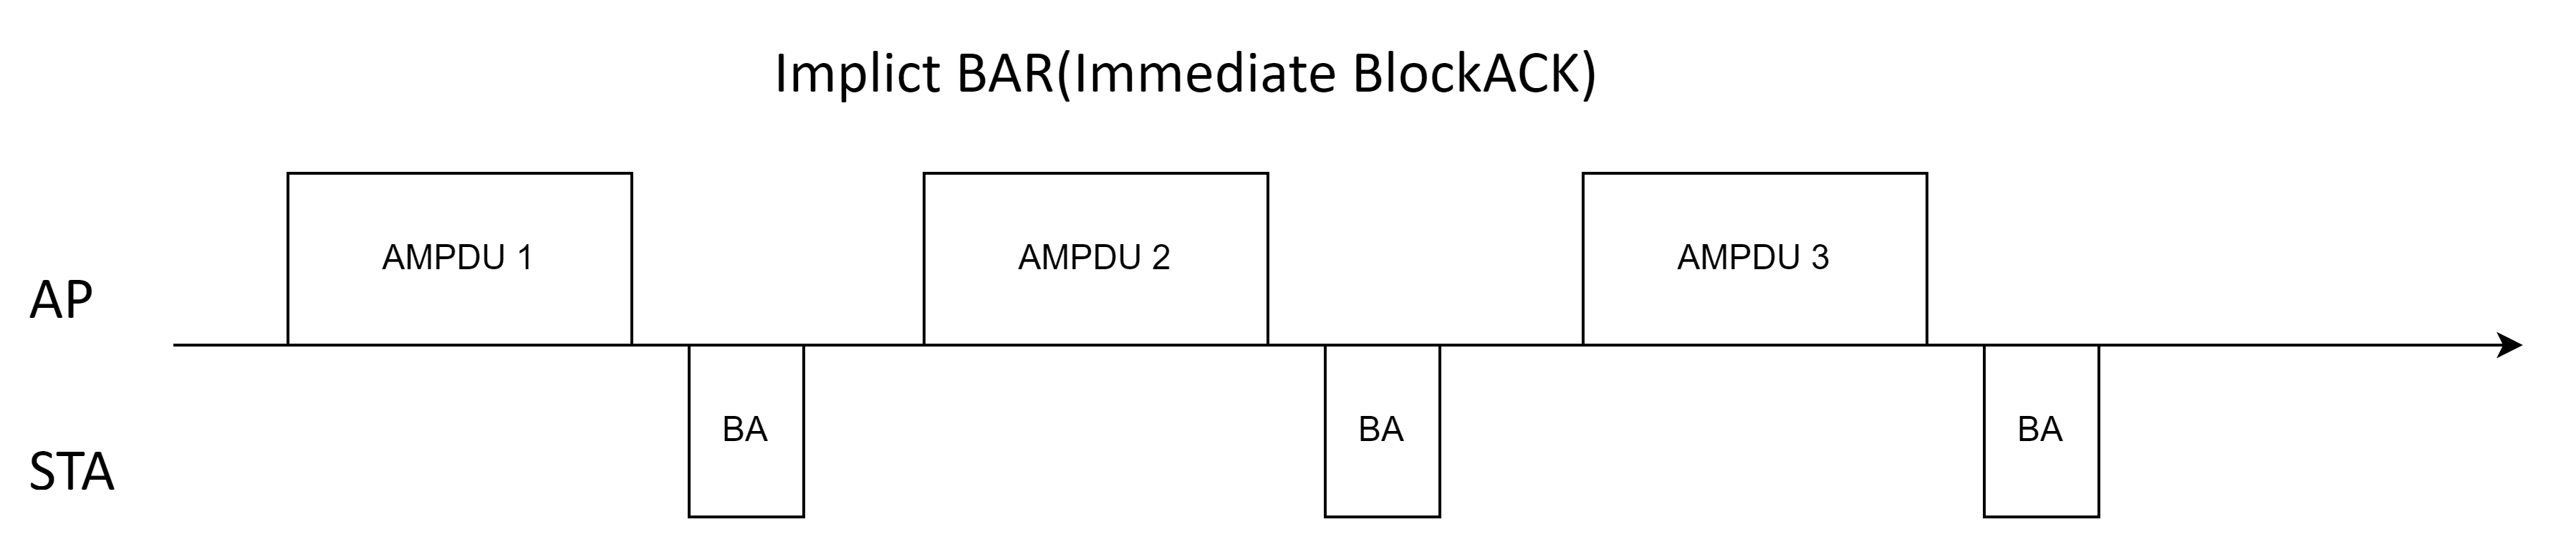 Implict BAR(Immediate BlockACK)
AMPDU 1
AMPDU 2
AMPDU 3
AP
BA
BA
BA
STA